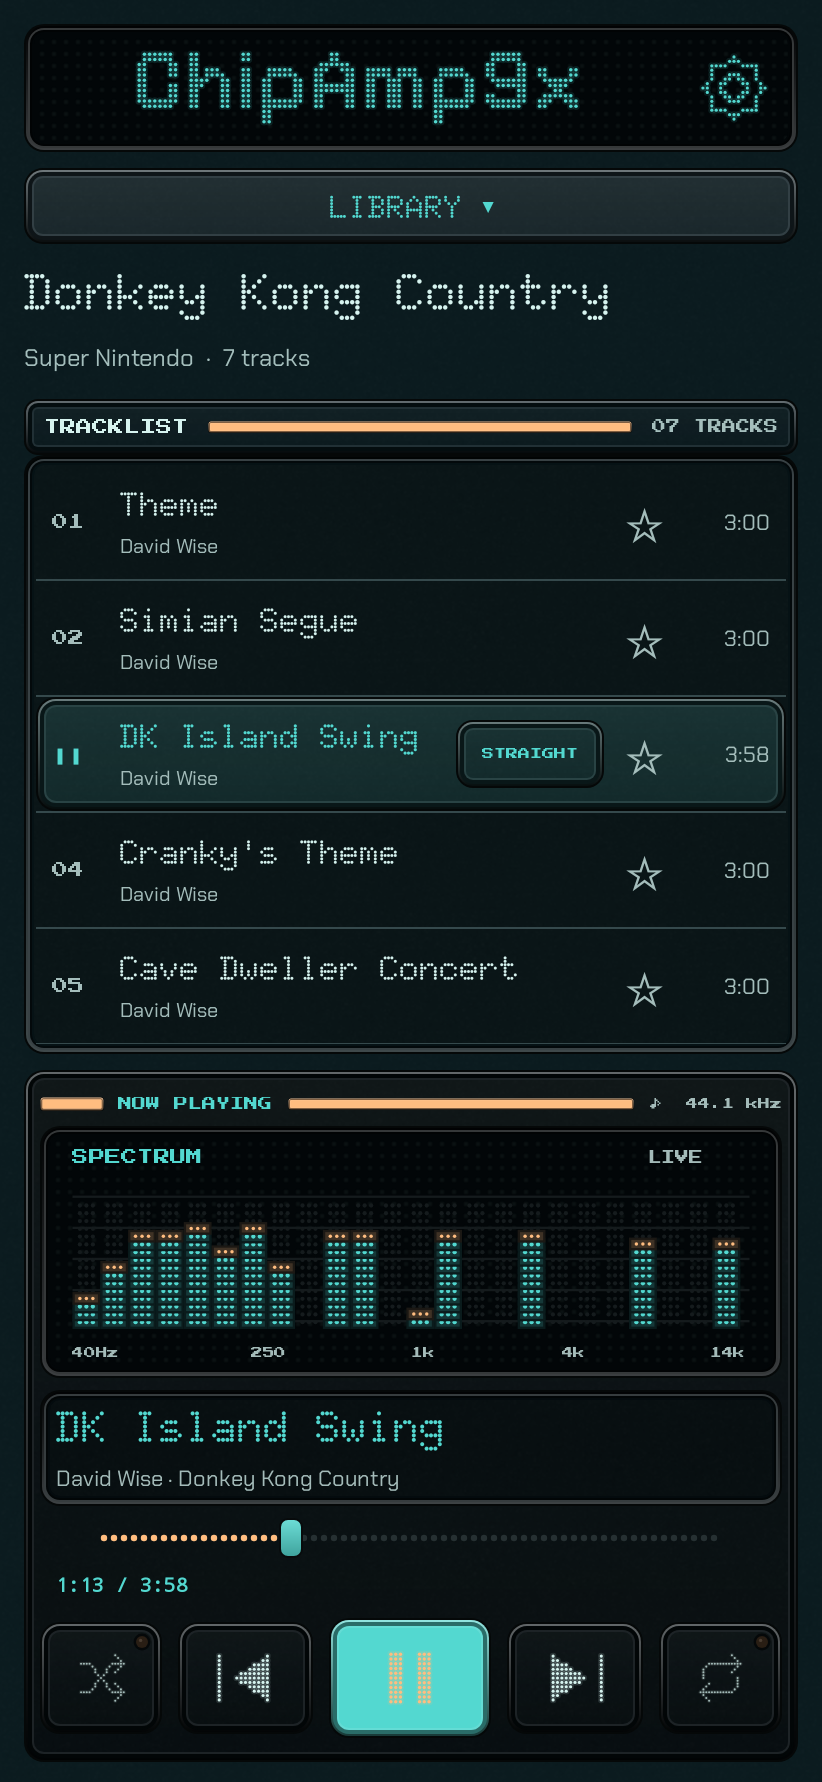 ChipAmp9x
LIBRARY ▼
Donkey Kong Country
Super Nintendo · 7 tracks
TRACKLIST 07 TRACKS
01 Theme 3:00
David Wise
02 Simian Segue 3:00
David Wise
DK Island Swing STRAIGHT 3:58
David Wise
04 Cranky's Theme 3:00
David Wise
05 Cave Dweller Concert 3:00
David Wise
NOW PLAYING ♪ 44.1 kHz
SPECTRUM LIVE
40Hz 250 1k 4k 14k
DK Island Swing
David Wise · Donkey Kong Country
1:13 / 3:58